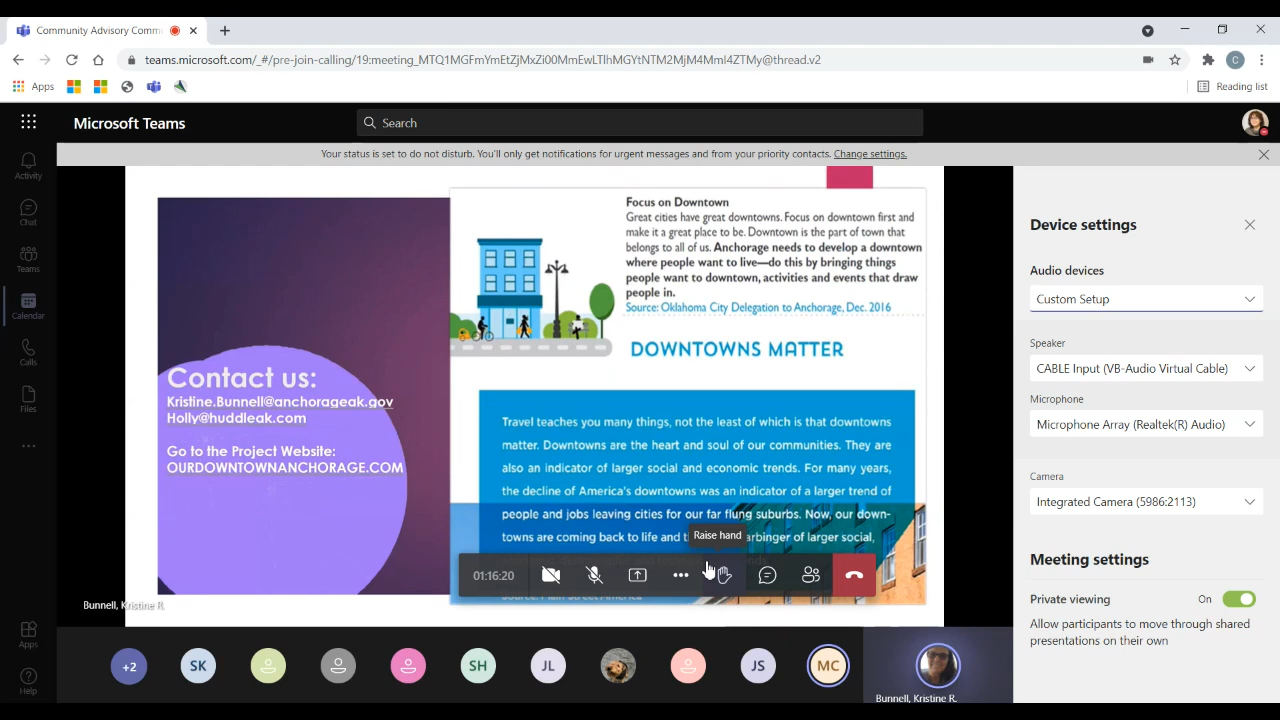 Community Advisory Comm
teams.microsoft.com/_#/pre-join-calling/19:meeting_MTQ1MGFmYmEtZjMxZi00MmEwLTlhMGYtNTM2MjM4MmI4ZTMy@thread.v2
C
Apps
Reading list
Microsoft Teams
Search
Your status is set to do not disturb. You'll only get notifications for urgent messages and from your priority contacts. Change settings.
Activity
Chat
Teams
Calendar
Calls
Files
Apps
Help
Contact us:
Kristine.Bunnell@anchorageak.gov
Holly@huddleak.com
Go to the Project Website:
OURDOWNTOWNANCHORAGE.COM
Bunnell, Kristine R.
Focus on Downtown
Great cities have great downtowns. Focus on downtown first and
make it a great place to be. Downtown is the part of town that
belongs to all of us. Anchorage needs to develop a downtown
where people want to live—do this by bringing things
people want to downtown, activities and events that draw
people in.
Source: Oklahoma City Delegation to Anchorage, Dec. 2016
DOWNTOWNS MATTER
Travel teaches you many things, not the least of which is that downtowns
matter. Downtowns are the heart and soul of our communities. They are
also an indicator of larger social and economic trends. For many years,
the decline of America's downtowns was an indicator of a larger trend of
people and jobs leaving cities for our far flung suburbs. Now, our down-
towns are coming back to life and arbinger of larger social,
Raise hand
01:16:20
Source: Main Street America
+2
SK
SH
JL
JS
MC
Bunnell, Kristine R.
Device settings
Audio devices
Custom Setup
Speaker
CABLE Input (VB-Audio Virtual Cable)
Microphone
Microphone Array (Realtek(R) Audio)
Camera
Integrated Camera (5986:2113)
Meeting settings
Private viewing On
Allow participants to move through shared
presentations on their own